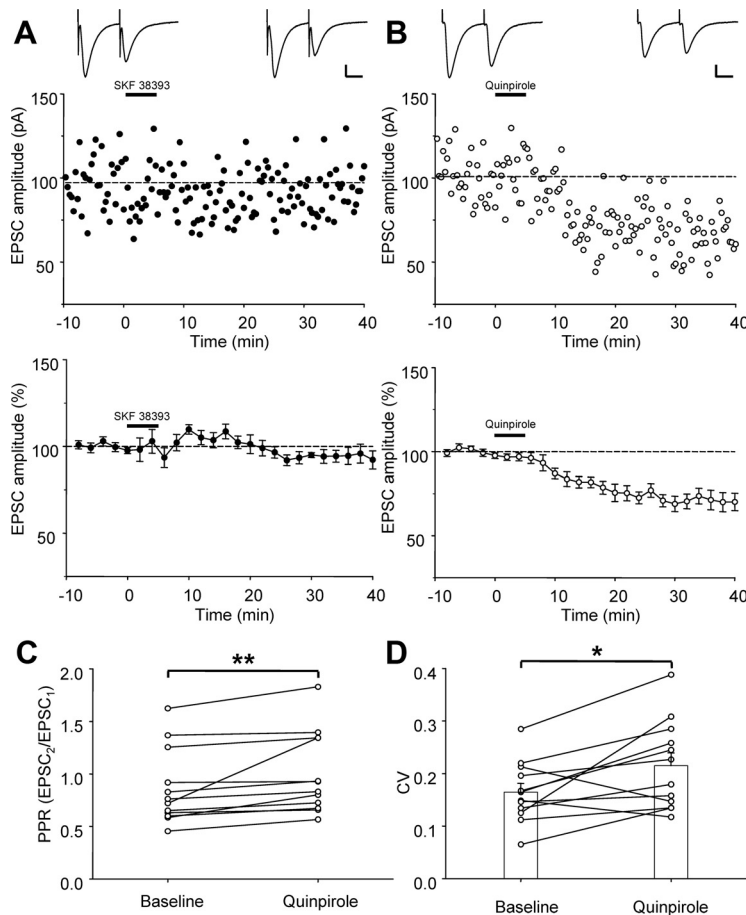 A
SKF 38393
EPSC amplitude (pA)
150
100
50
-10 0 10 20 30 40
Time (min)
SKF 38393
EPSC amplitude (%)
150
100
50
-10 0 10 20 30 40
Time (min)
B
Quinpirole
EPSC amplitude (pA)
150
100
50
-10 0 10 20 30 40
Time (min)
Quinpirole
EPSC amplitude (%)
150
100
50
-10 0 10 20 30 40
Time (min)
C
**
PPR (EPSC₂/EPSC₁)
2.0
1.5
1.0
0.5
0.0
Baseline Quinpirole
D
*
CV
0.4
0.3
0.2
0.1
0.0
Baseline Quinpirole